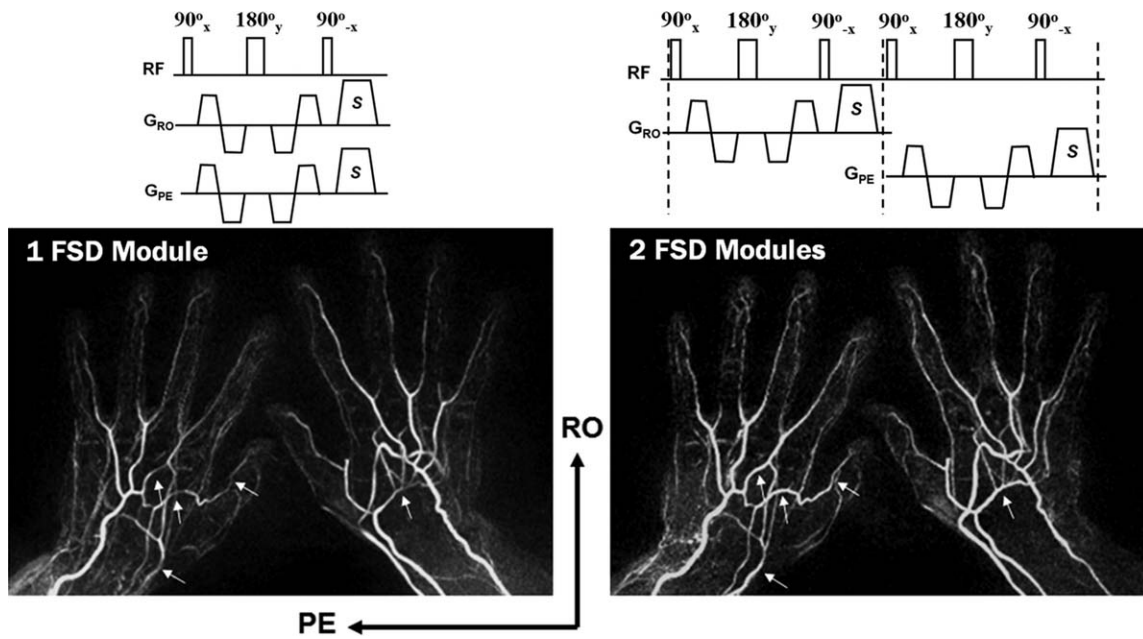 90°x 180°y 90°-x
RF
GRO S
GPE S
90°x 180°y 90°-x 90°x 180°y 90°-x
RF
GRO S
GPE S
1 FSD Module
2 FSD Modules
RO
PE